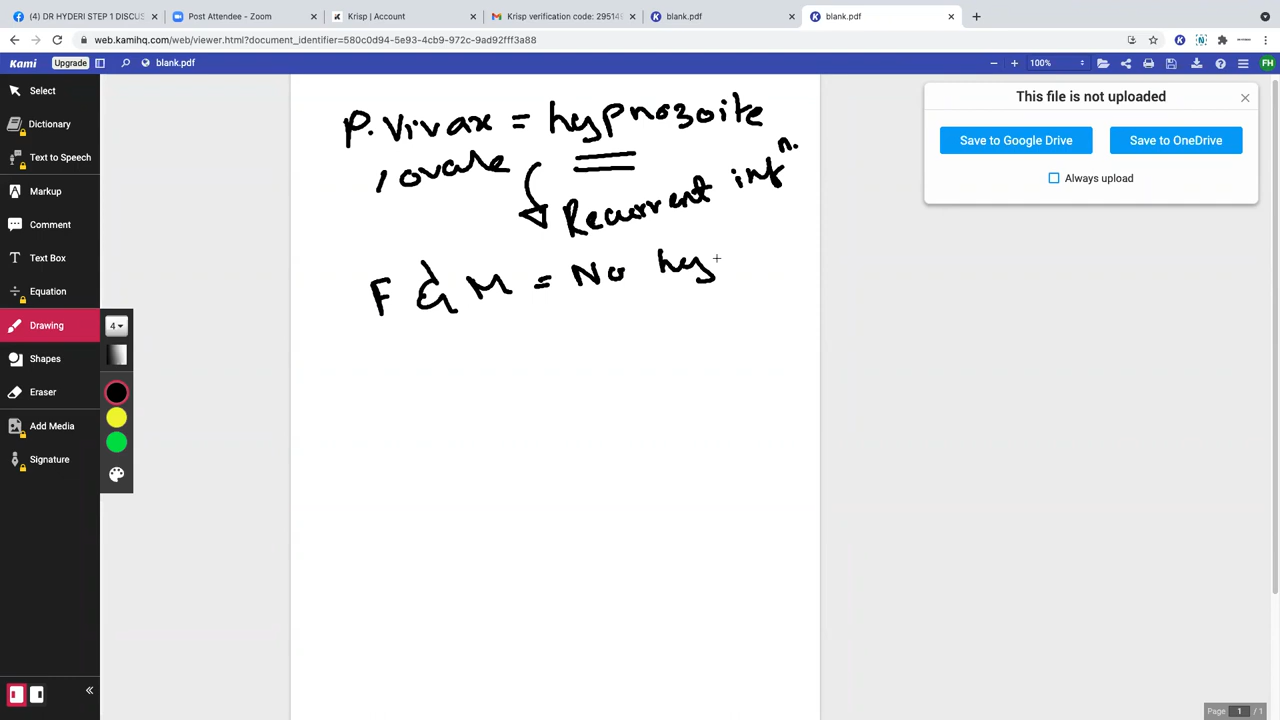 (4) DR HYDERI STEP 1 DISCUS
Post Attendee - Zoom
Krisp | Account
Krisp verification code: 295149
blank.pdf
blank.pdf
web.kamihq.com/web/viewer.html?document_identifier=580c0d94-5e93-4cb9-972c-9ad92fff3a88
Kami
Upgrade
blank.pdf
100%
FH
Select
Dictionary
Text to Speech
Markup
Comment
Text Box
Equation
Drawing
Shapes
Eraser
Add Media
Signature
4
P. Vivax = hypnozoite
, ovale
Recurrent infn.
F & M = No hy
This file is not uploaded
Save to Google Drive
Save to OneDrive
Always upload
Page 1 / 1